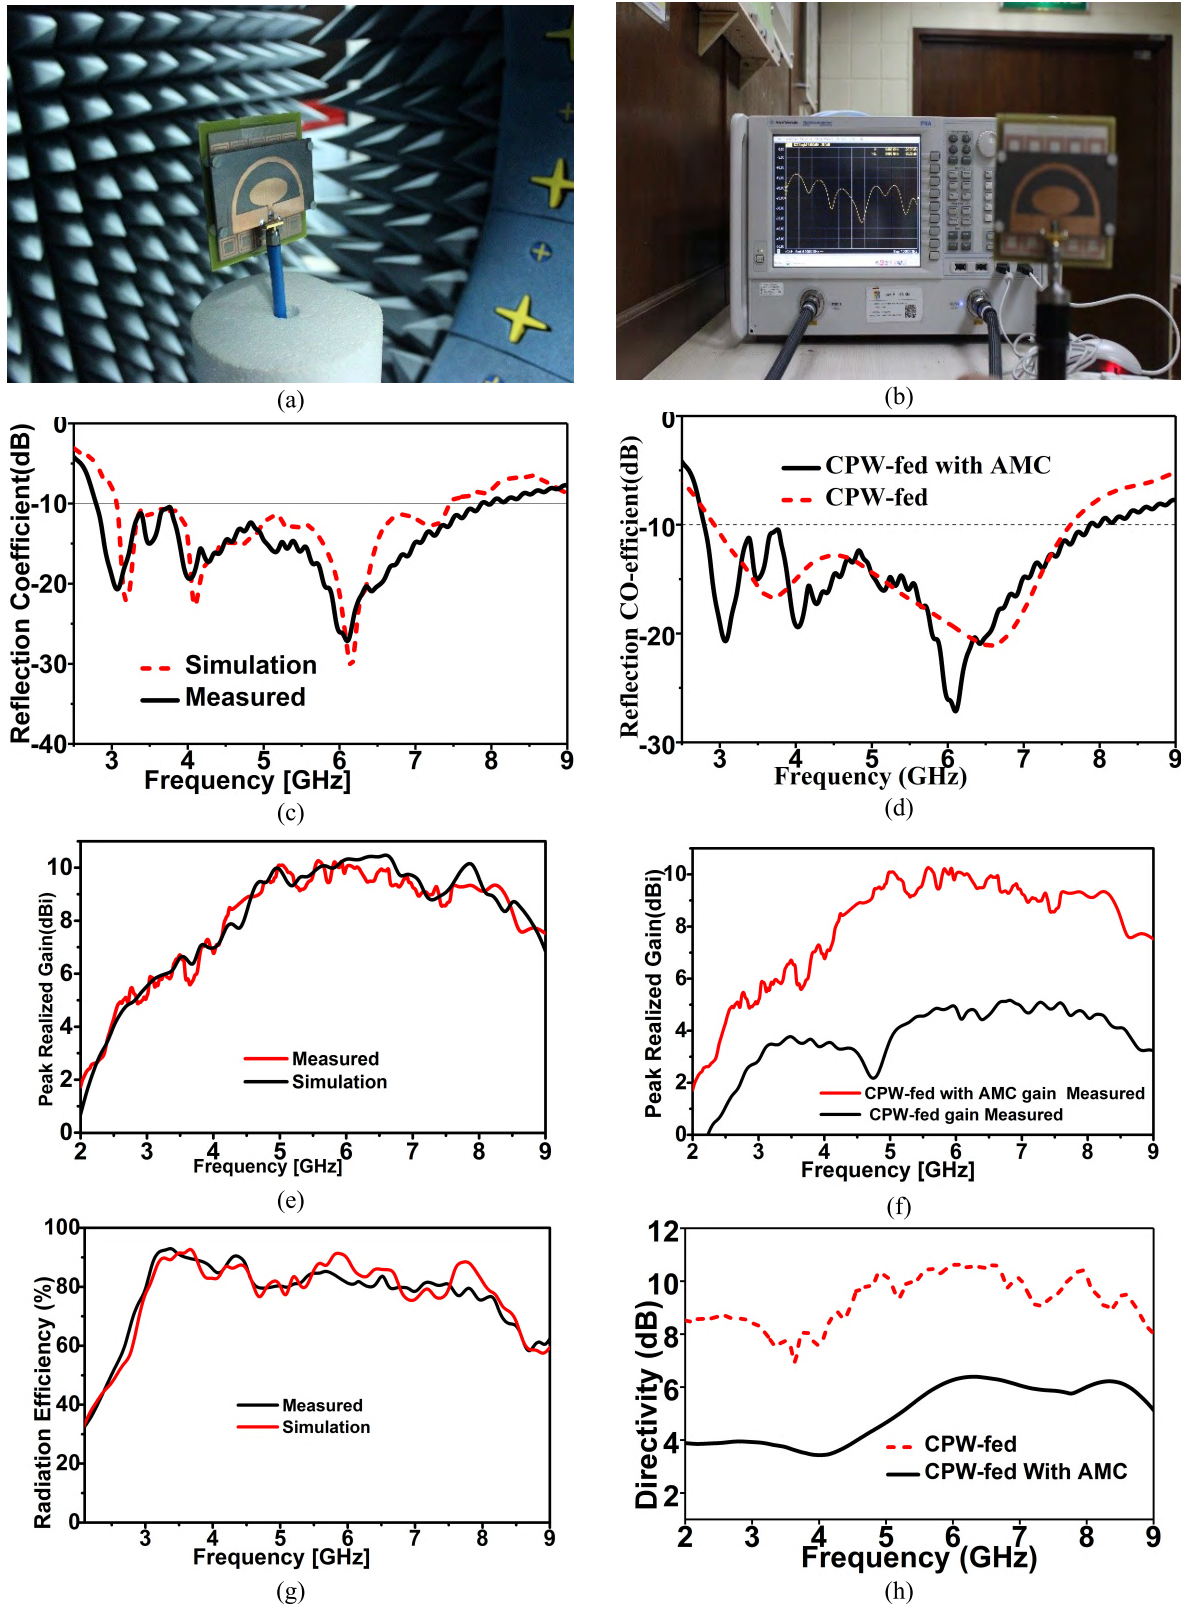 PNA
(a)
(b)
0
-10
-20
-30
-40
Reflection Coefficient(dB)
Simulation
Measured
3 4 5 6 7 8 9
Frequency [GHz]
(c)
0
-10
-20
-30
Reflection CO-efficient(dB)
CPW-fed with AMC
CPW-fed
3 4 5 6 7 8 9
Frequency (GHz)
(d)
10
8
6
4
2
0
Peak Realized Gain(dBi)
Measured
Simulation
2 3 4 5 6 7 8 9
Frequency [GHz]
(e)
10
8
6
4
2
0
Peak Realized Gain(dBi)
CPW-fed with AMC gain Measured
CPW-fed gain Measured
2 3 4 5 6 7 8 9
Frequency [GHz]
(f)
100
80
60
40
20
0
Radiation Efficiency (%)
Measured
Simulation
3 4 5 6 7 8 9
Frequency [GHz]
(g)
12
10
8
6
4
2
Directivity (dB)
CPW-fed
CPW-fed With AMC
2 3 4 5 6 7 8 9
Frequency (GHz)
(h)